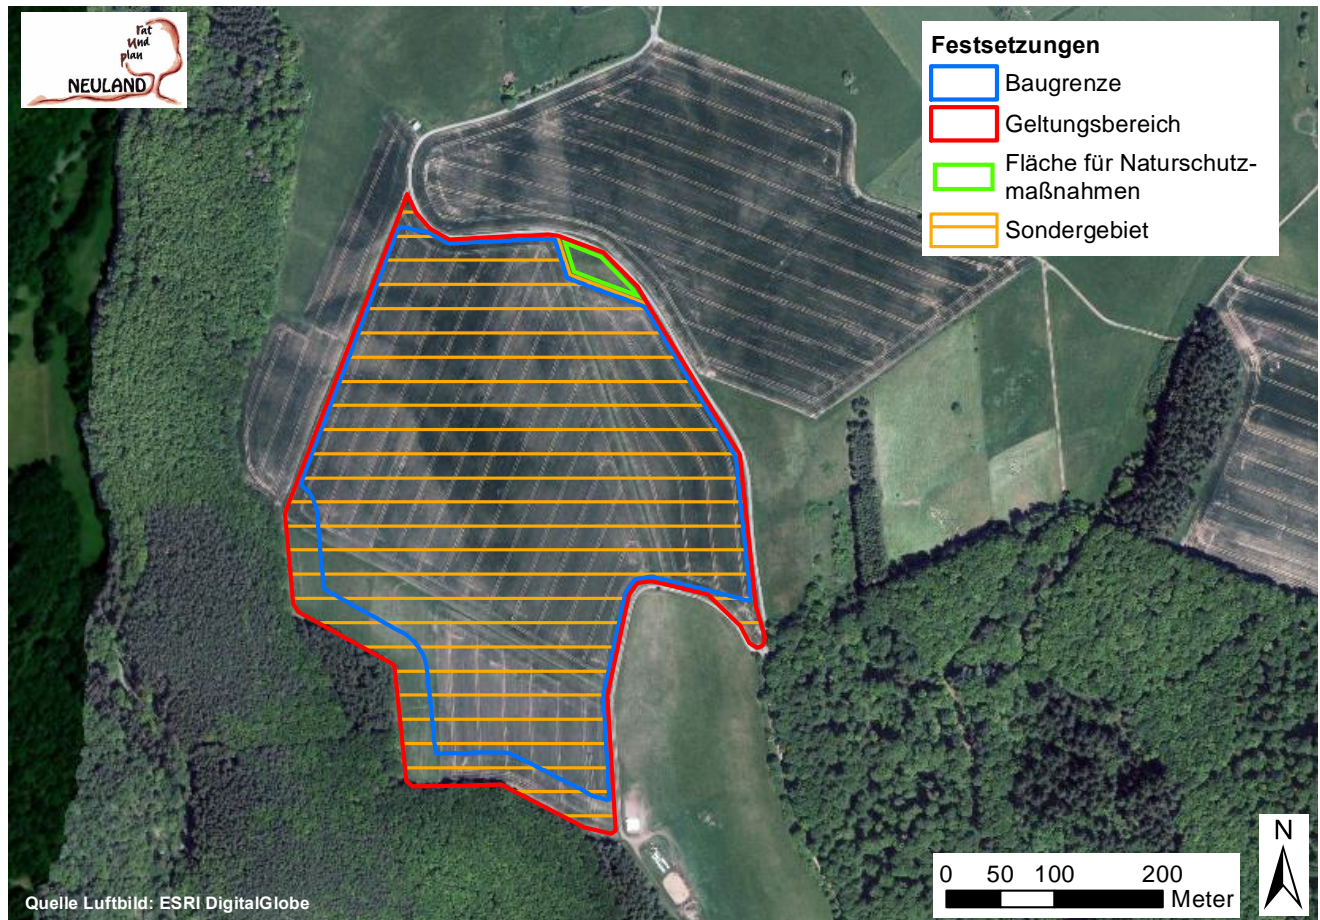 rat
und
plan
NEULAND
Festsetzungen
Baugrenze
Geltungsbereich
Fläche für Naturschutz-
maßnahmen
Sondergebiet
N
0 50 100 200
Meter
Quelle Luftbild: ESRI DigitalGlobe